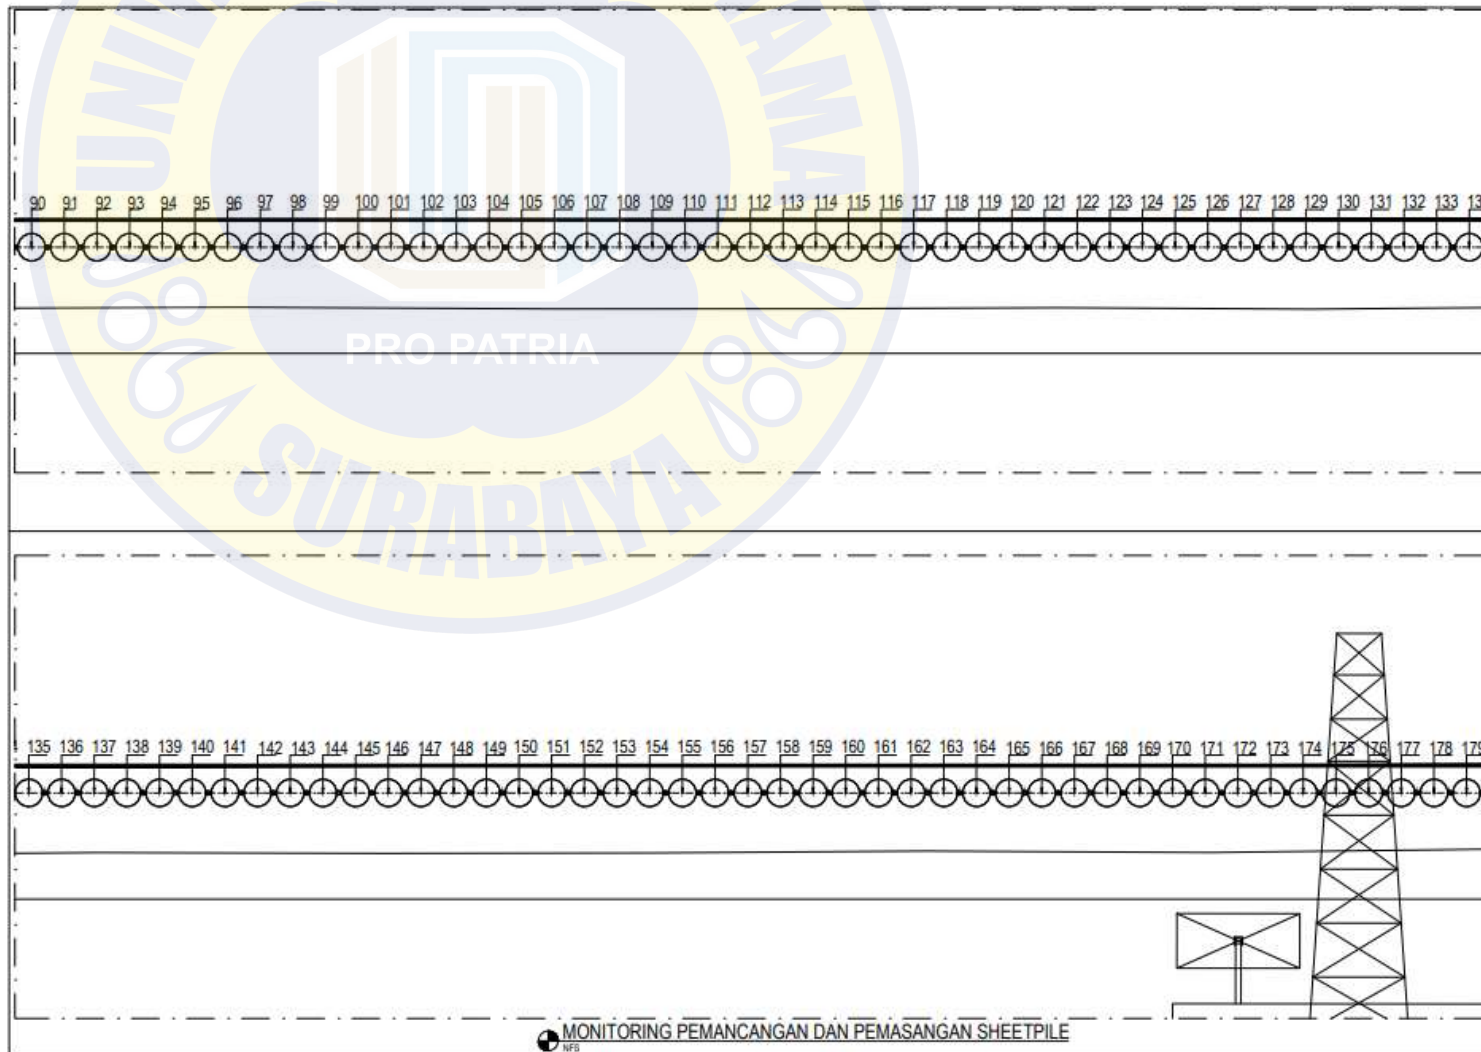 90 91 92 93 94 95 96 97 98 99 100 101 102 103 104 105 106 107 108 109 110 111 112 113 114 115 116 117 118 119 120 121 122 123 124 125 126 127 128 129 130 131 132 133
PRO PATRIA
SURABAYA
135 136 137 138 139 140 141 142 143 144 145 146 147 148 149 150 151 152 153 154 155 156 157 158 159 160 161 162 163 164 165 166 167 168 169 170 171 172 173 174 175 176 177 178 179
MONITORING PEMANCANGAN DAN PEMASANGAN SHEETPILE
NFS